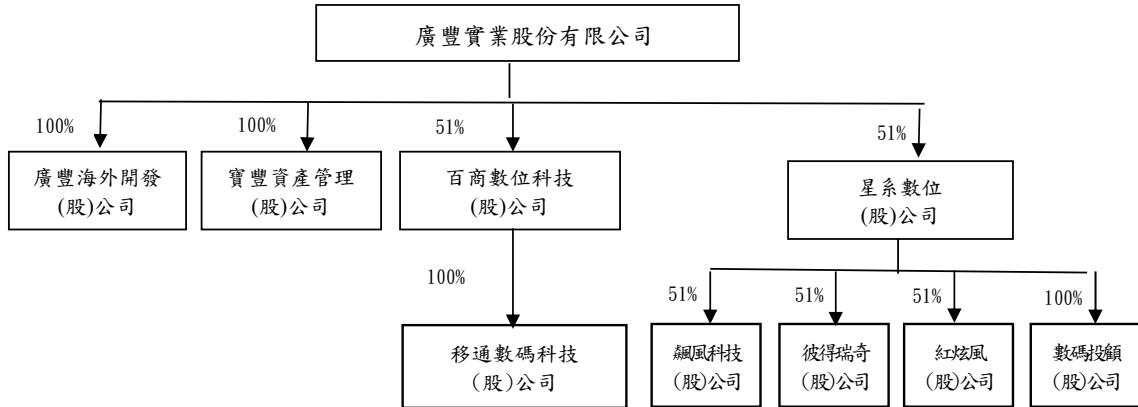 廣豐實業股份有限公司
100%
100%
51%
51%
廣豐海外開發
(股)公司
寶豐資產管理
(股)公司
百商數位科技
(股)公司
星系數位
(股)公司
100%
51%
51%
51%
100%
移通數碼科技
（股）公司
飆風科技
(股)公司
彼得瑞奇
(股)公司
紅炫風
(股)公司
數碼投顧
(股)公司